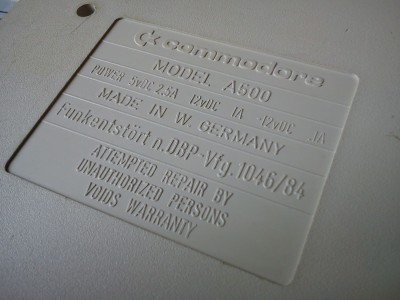 commodore
MODEL A500
POWER 5vDC 2.5A 12vDC 1A -12vDC .1A
MADE IN W. GERMANY
Funkentstört n. DBP-Vfg. 1046/84
ATTEMPTED REPAIR BY
UNAUTHORIZED PERSONS
VOIDS WARRANTY